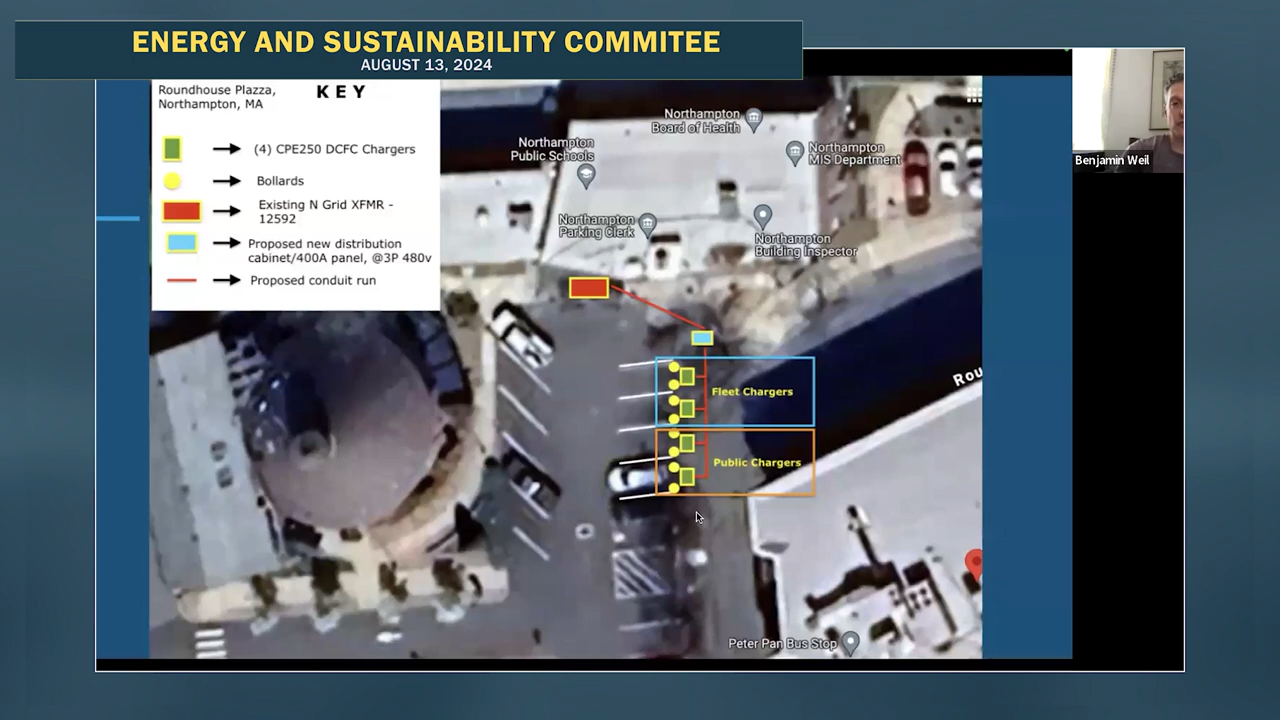 ENERGY AND SUSTAINABILITY COMMITEE
AUGUST 13, 2024
Roundhouse Plazza,
Northampton, MA
KEY
(4) CPE250 DCFC Chargers
Bollards
Existing N Grid XFMR -
12592
Proposed new distribution
cabinet/400A panel, @3P 480v
Proposed conduit run
Northampton
Board of Health
Northampton
Public Schools
Northampton
MIS Department
Northampton
Parking Clerk
Northampton
Building Inspector
Fleet Chargers
Public Chargers
Rou
Peter Pan Bus Stop
Benjamin Weil